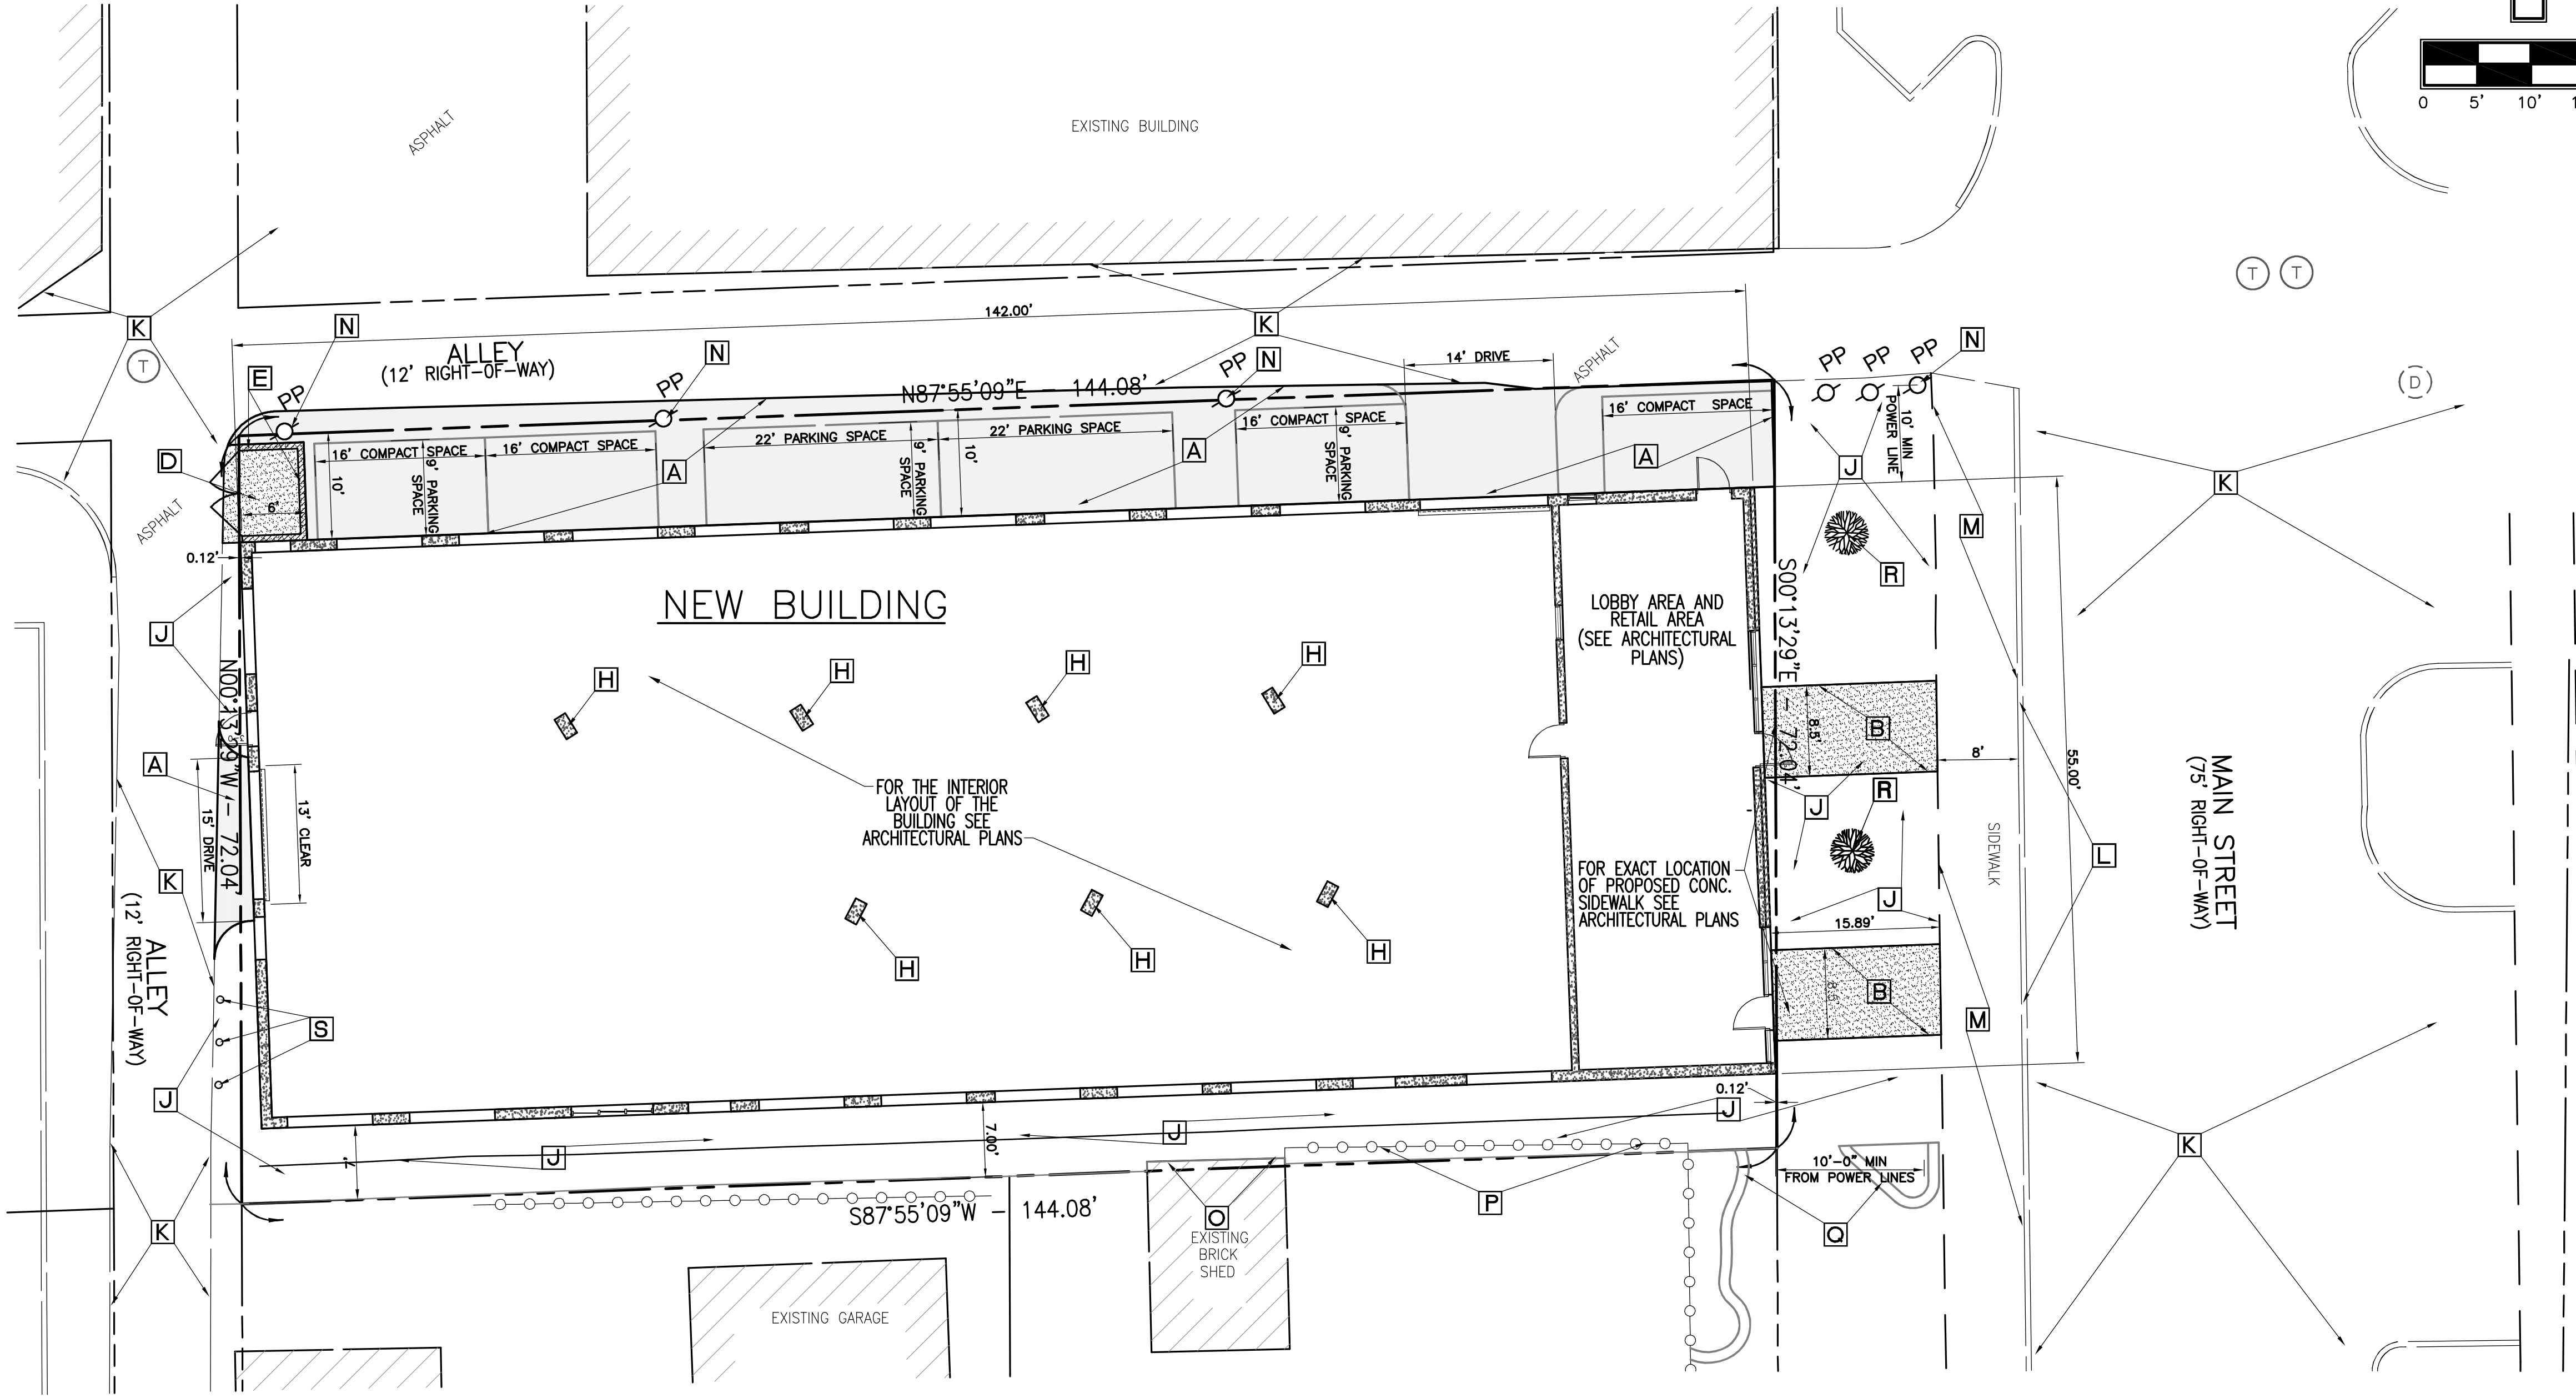 0 5' 10'
ASPHALT
EXISTING BUILDING
T T
142.00'
K
N
K
N
ALLEY
(12' RIGHT-OF-WAY)
T
PP
N
PP
N
PP
PP
PP
PP
N87°55'09"E - 144.08'
14' DRIVE
ASPHALT
D
E
10' MIN
POWER LINE
16' COMPACT SPACE
16' COMPACT SPACE
22' PARKING SPACE
22' PARKING SPACE
16' COMPACT SPACE
16' COMPACT SPACE
9' PARKING
SPACE
9' PARKING
SPACE
9' PARKING
SPACE
10'
10'
D
A
A
A
J
K
6'
ASPHALT
M
0.12'
R
J
NEW BUILDING
LOBBY AREA AND
RETAIL AREA
(SEE ARCHITECTURAL
PLANS)
S00°13'29"E - 72.04'
N00°13'29"W - 72.04'
H
H
H
H
A
15' DRIVE
13' CLEAR
B
8.5'
8'
55.00'
MAIN STREET
(75' RIGHT-OF-WAY)
FOR THE INTERIOR
LAYOUT OF THE
BUILDING SEE
ARCHITECTURAL PLANS
J
R
SIDEWALK
L
K
FOR EXACT LOCATION
OF PROPOSED CONC.
SIDEWALK SEE
ARCHITECTURAL PLANS
J
15.89'
ALLEY
(12' RIGHT-OF-WAY)
H
H
H
B
8.5'
M
S
J
0.12'
J
J
J
7.00'
7'
K
10'-0" MIN
FROM POWER LINES
P
O
Q
K
S87°55'09"W - 144.08'
EXISTING
BRICK
SHED
EXISTING GARAGE